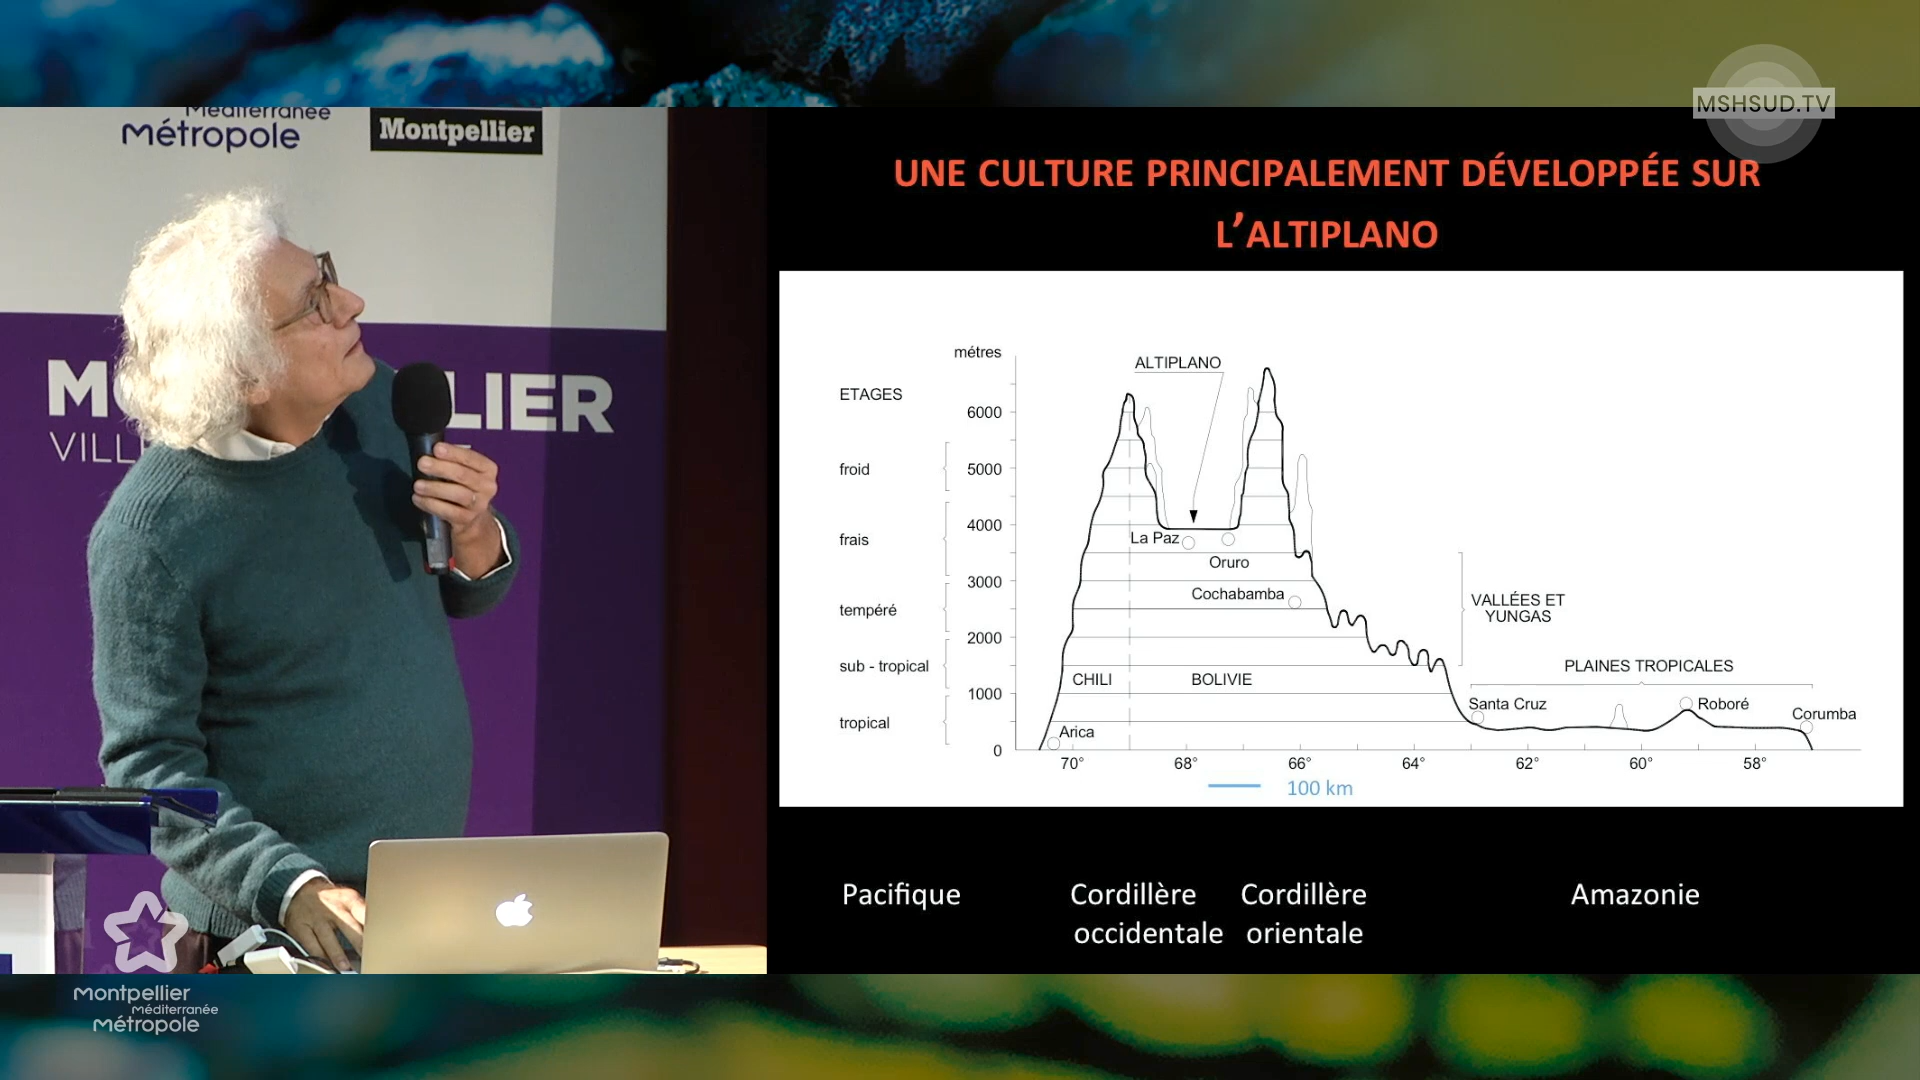 MSHSUD.TV
Méditerranée
Métropole
Montpellier
M
LIER
VILL
UNE CULTURE PRINCIPALEMENT DÉVELOPPÉE SUR
L’ALTIPLANO
métres
ALTIPLANO
ETAGES
6000
froid
5000
4000
frais
La Paz
Oruro
3000
Cochabamba
tempéré
VALLÉES ET
YUNGAS
2000
sub - tropical
PLAINES TROPICALES
CHILI
BOLIVIE
1000
Santa Cruz
Roboré
Corumba
tropical
Arica
0
70°
68°
66°
64°
62°
60°
58°
100 km
Pacifique
Cordillère
occidentale
Cordillère
orientale
Amazonie
montpellier
méditerranée
métropole